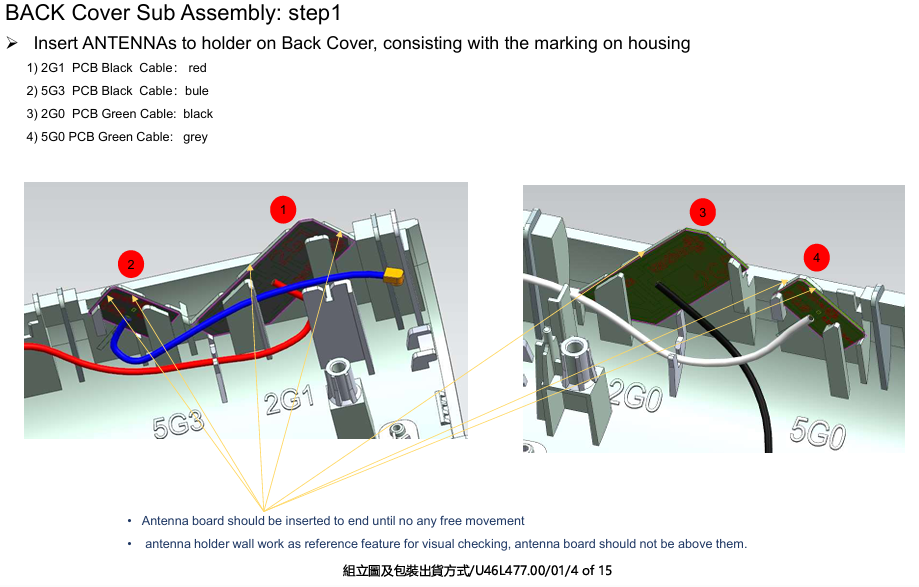 BACK Cover Sub Assembly: step1
➢ Insert ANTENNAs to holder on Back Cover, consisting with the marking on housing
1) 2G1 PCB Black Cable： red
2) 5G3 PCB Black Cable： bule
3) 2G0 PCB Green Cable: black
4) 5G0 PCB Green Cable: grey
1
2
3
4
5G3
2G1
2G0
5G0
• Antenna board should be inserted to end until no any free movement
• antenna holder wall work as reference feature for visual checking, antenna board should not be above them.
組立圖及包裝出貨方式/U46L477.00/01/4 of 15